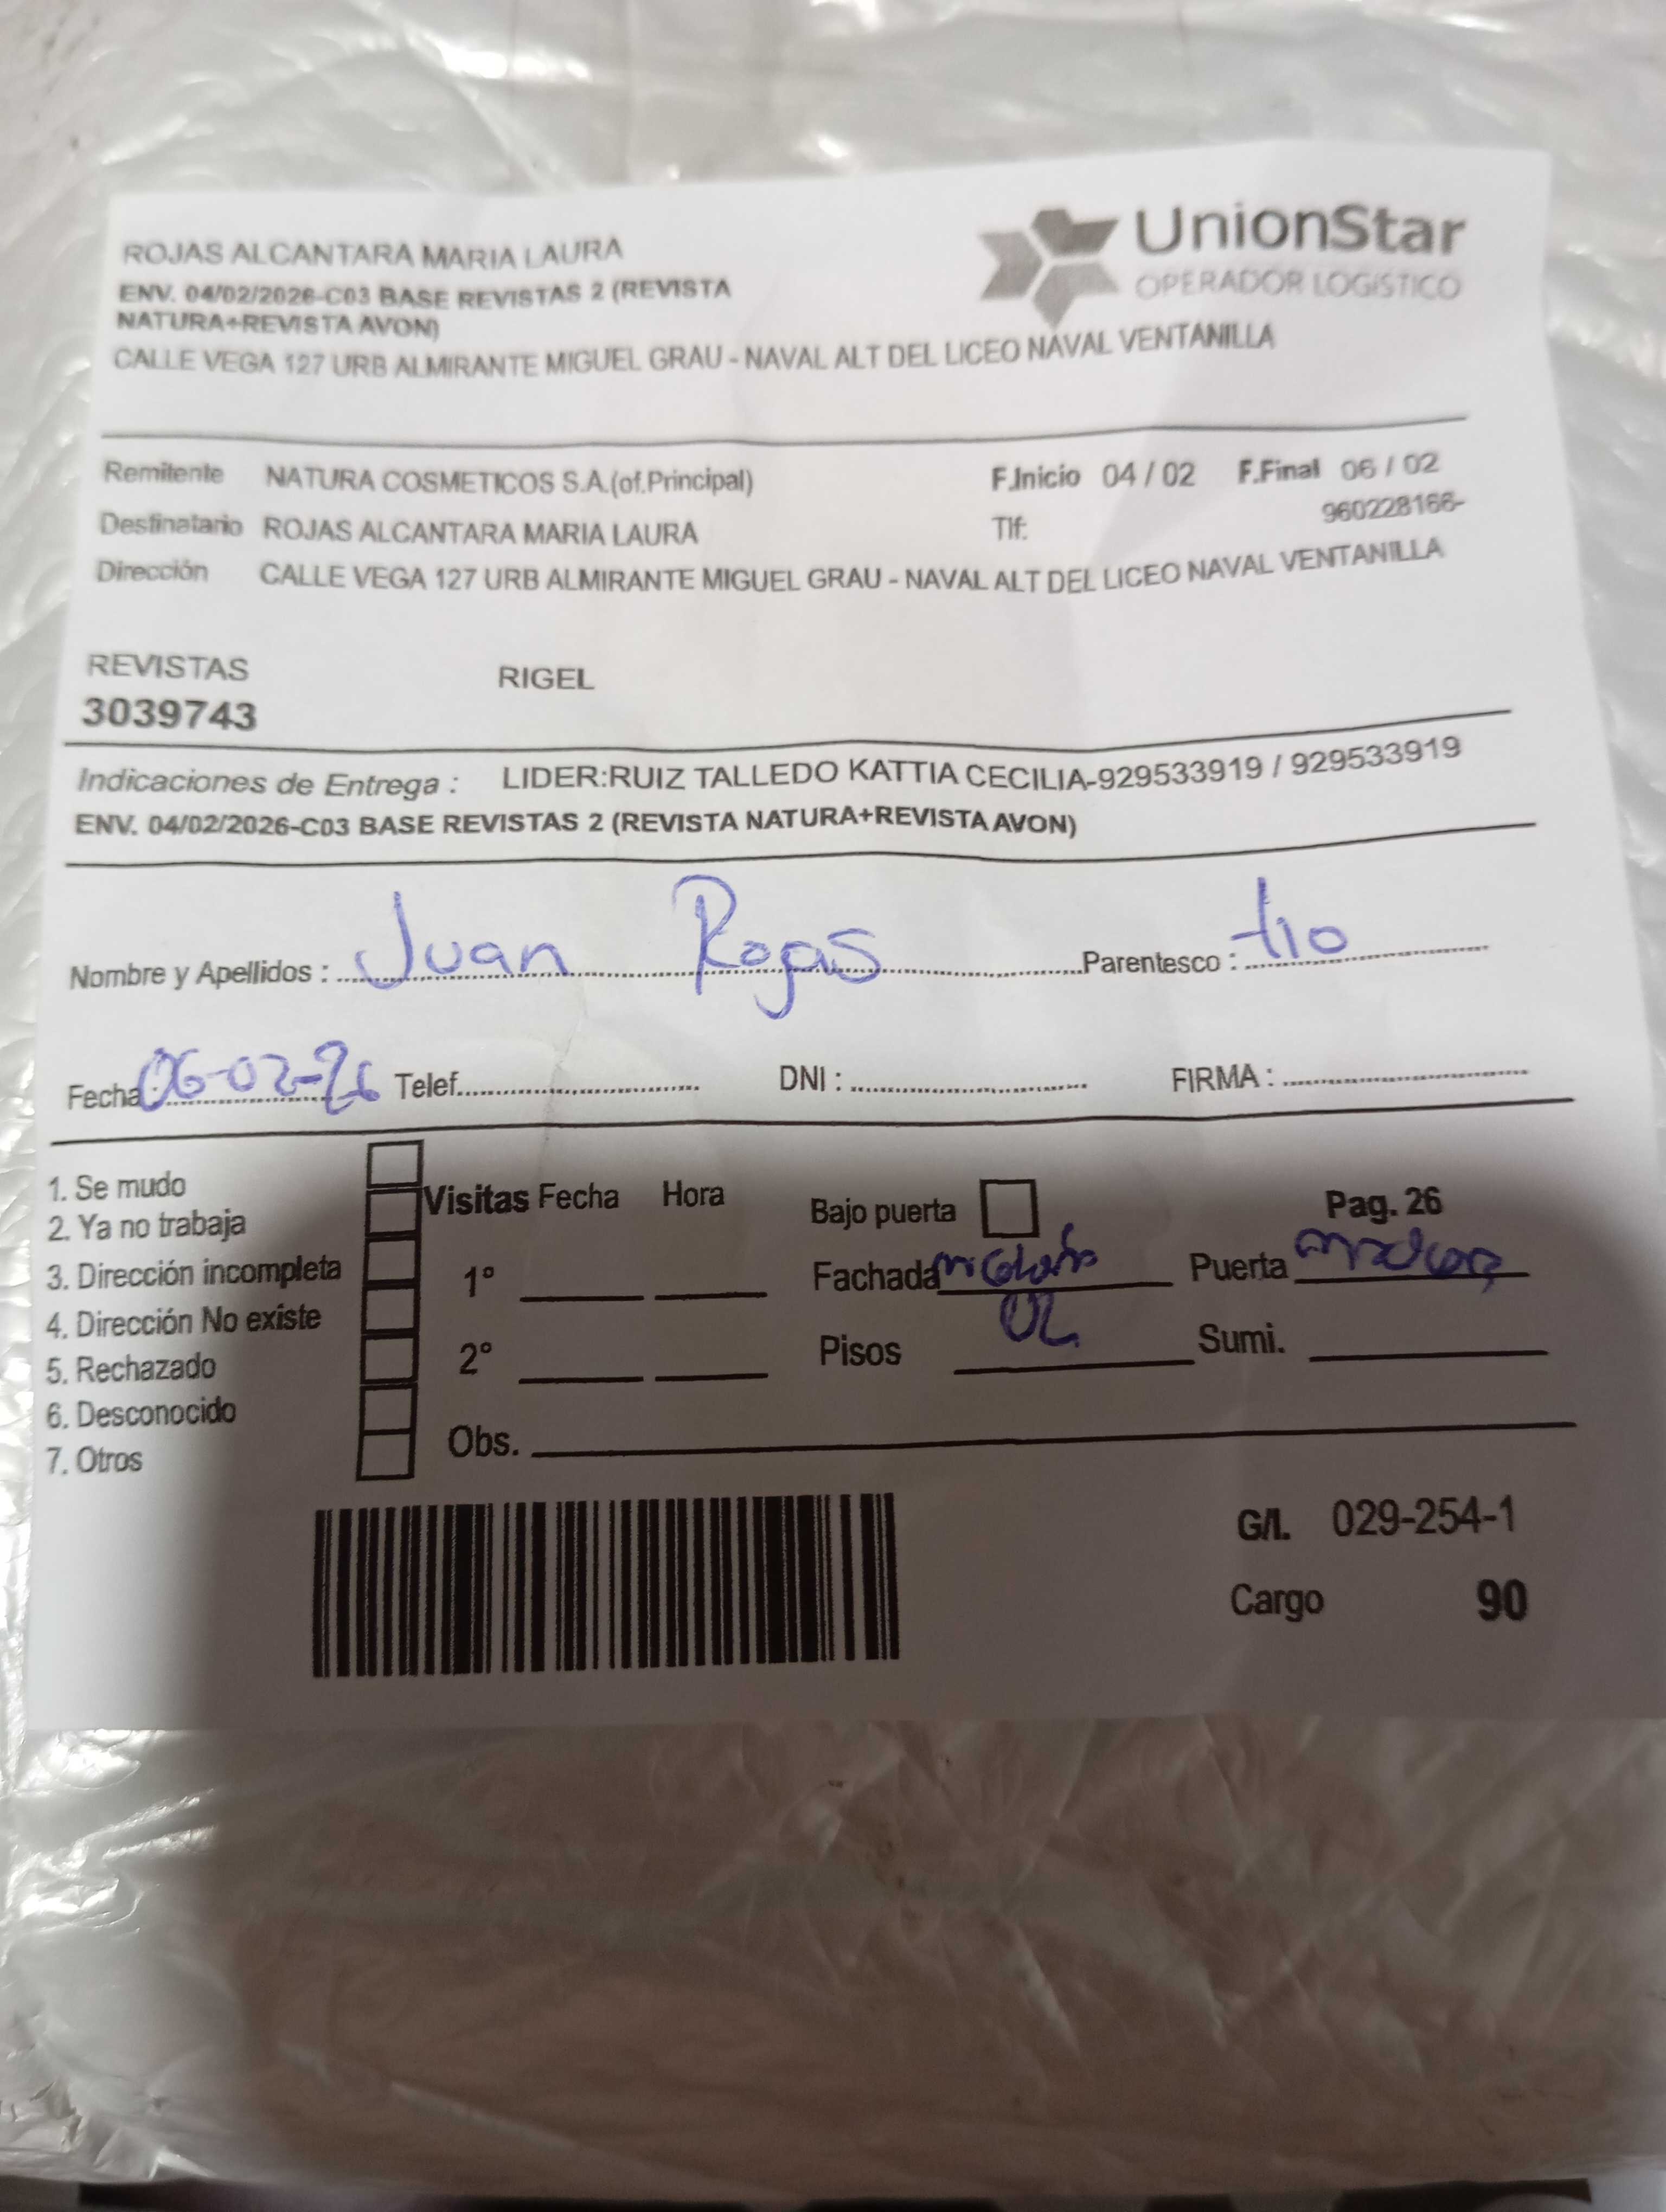 UnionStar
OPERADOR LOGÍSTICO
ROJAS ALCANTARA MARIA LAURA
ENV. 04/02/2026-C03 BASE REVISTAS 2 (REVISTA
NATURA+REVISTA AVON)
CALLE VEGA 127 URB ALMIRANTE MIGUEL GRAU - NAVAL ALT DEL LICEO NAVAL VENTANILLA
Remitente NATURA COSMETICOS S.A.(of.Principal) F.Inicio 04 / 02 F.Final 06 / 02
Destinatario ROJAS ALCANTARA MARIA LAURA Tlf: 960228166-
Dirección CALLE VEGA 127 URB ALMIRANTE MIGUEL GRAU - NAVAL ALT DEL LICEO NAVAL VENTANILLA
REVISTAS RIGEL
3039743
Indicaciones de Entrega : LIDER:RUIZ TALLEDO KATTIA CECILIA-929533919 / 929533919
ENV. 04/02/2026-C03 BASE REVISTAS 2 (REVISTA NATURA+REVISTA AVON)
Nombre y Apellidos : Juan Rojas Parentesco : tio
Fecha : 06-02-26 Telef. DNI : FIRMA :
1. Se mudo
2. Ya no trabaja
3. Dirección incompleta
4. Dirección No existe
5. Rechazado
6. Desconocido
7. Otros
Visitas Fecha Hora
1°
2°
Obs.
Bajo puerta Pag. 26
Fachada Puerta
Pisos 02 Sumi.
G/I. 029-254-1
Cargo 90